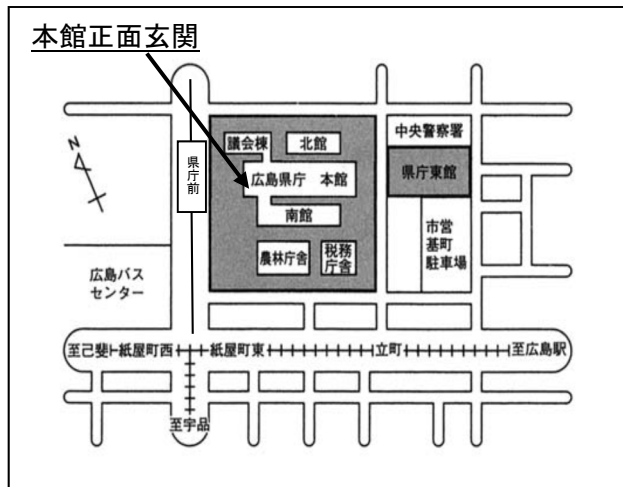 本館正面玄関
N
県庁前
議会棟
北館
広島県庁 本館
南館
農林庁舎
税務
庁舎
中央警察署
県庁東館
市営
基町
駐車場
広島バス
センター
至己斐
紙屋町西
紙屋町東
立町
至広島駅
至宇品